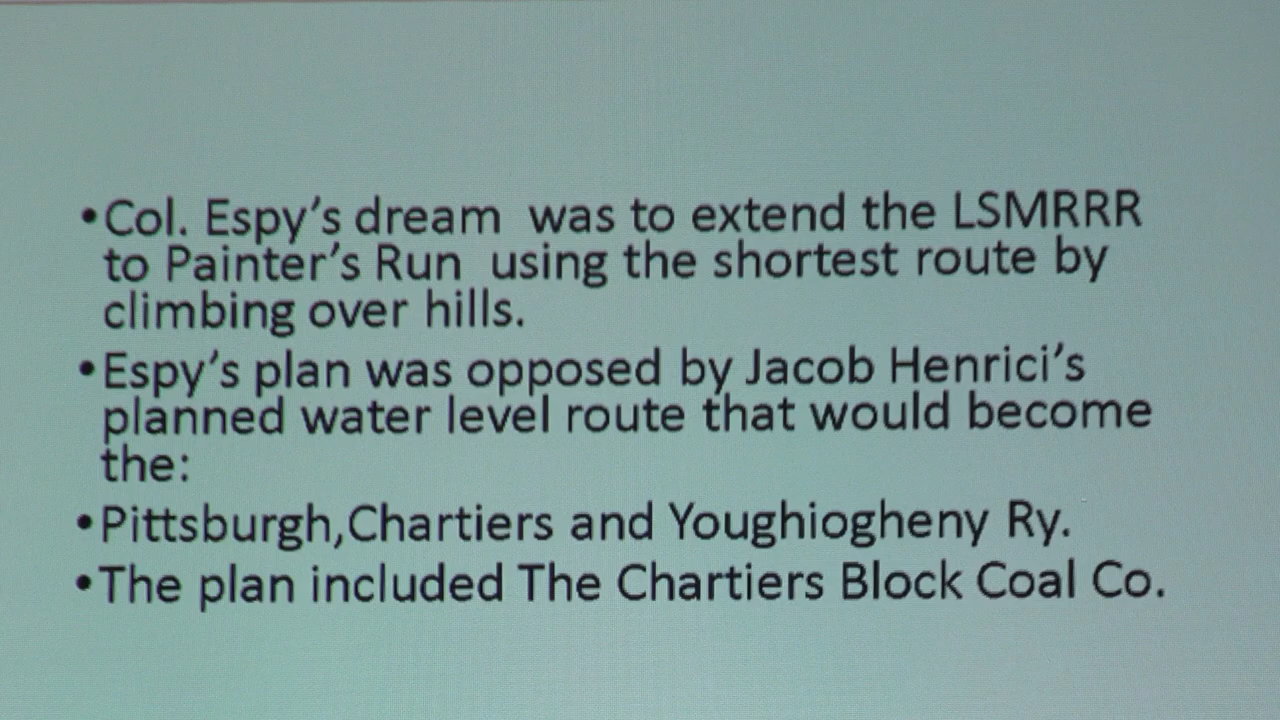 •Col. Espy's dream  was to extend the LSMRRR
to Painter's Run  using the shortest route by
climbing over hills.
•Espy's plan was opposed by Jacob Henrici's
planned water level route that would become
the:
•Pittsburgh,Chartiers and Youghiogheny Ry.
•The plan included The Chartiers Block Coal Co.